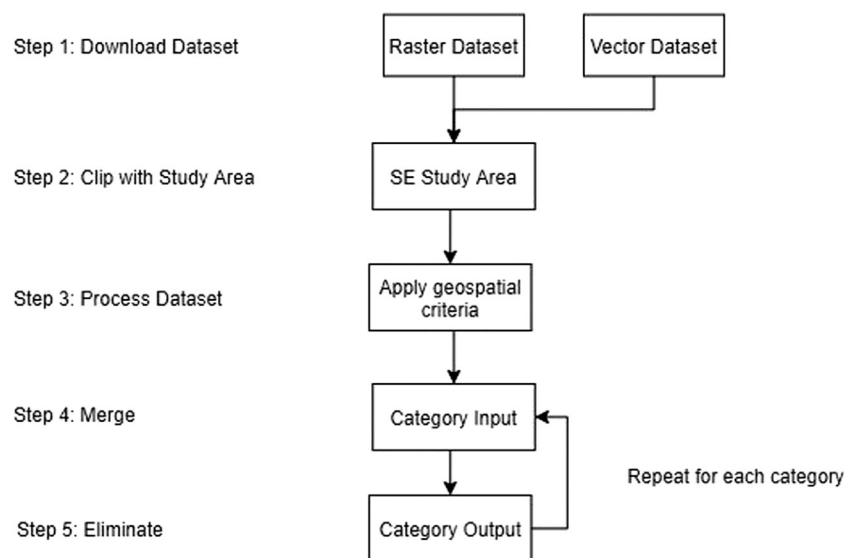 Step 1: Download Dataset
Raster Dataset
Vector Dataset
Step 2: Clip with Study Area
SE Study Area
Step 3: Process Dataset
Apply geospatial
criteria
Step 4: Merge
Category Input
Repeat for each category
Step 5: Eliminate
Category Output